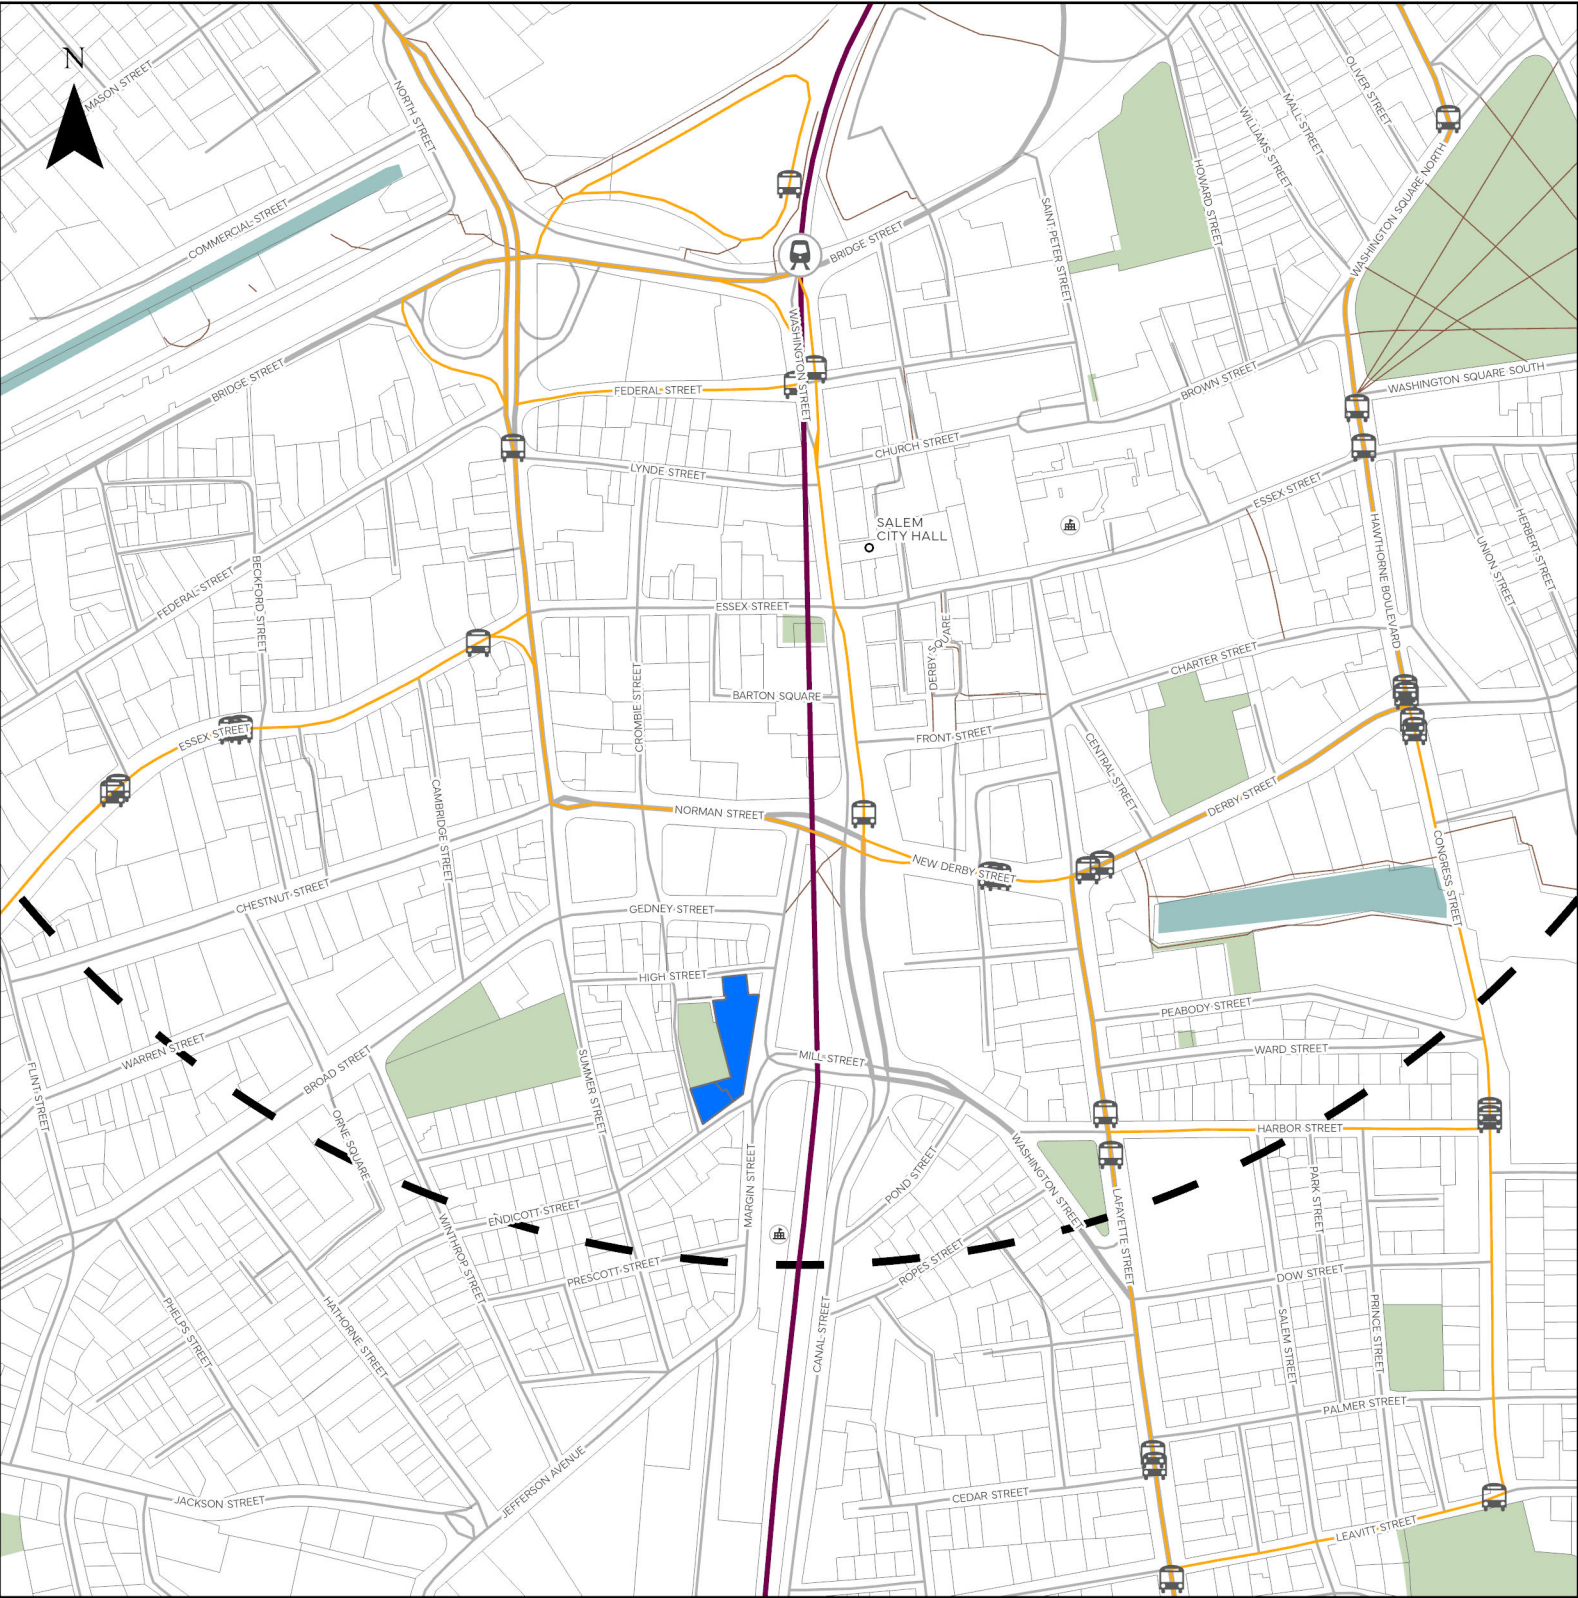 N
MASON STREET
NORTH STREET
OLIVER STREET
MALL STREET
WILLIAMS STREET
HOWARD STREET
WASHINGTON SQUARE NORTH
COMMERCIAL STREET
SAINT PETER STREET
BRIDGE STREET
WASHINGTON STREET
BRIDGE STREET
FEDERAL STREET
BROWN STREET
WASHINGTON SQUARE SOUTH
CHURCH STREET
LYNDE STREET
ESSEX STREET
SALEM
CITY HALL
HAWTHORNE BOULEVARD
UNION STREET
HERBERT STREET
BECKFORD STREET
FEDERAL STREET
ESSEX STREET
DERBY SQUARE
CHARTER STREET
CROMBIE STREET
BARTON SQUARE
ESSEX STREET
FRONT STREET
CENTRAL STREET
DERBY STREET
CAMBRIDGE STREET
NORMAN STREET
NEW DERBY STREET
CONGRESS STREET
CHESTNUT STREET
GEDNEY STREET
HIGH STREET
PEABODY STREET
WARREN STREET
BROAD STREET
SUMMER STREET
MILL STREET
WARD STREET
FLINT STREET
ORNE SQUARE
HARBOR STREET
WASHINGTON STREET
POND STREET
MARGIN STREET
PARK STREET
LAFAYETTE STREET
ENDICOTT STREET
WINTHROP STREET
PRESCOTT STREET
ROPES STREET
DOW STREET
PHELPS STREET
HATHORNE STREET
CANAL STREET
SALEM STREET
PRINCE STREET
PALMER STREET
JEFFERSON AVENUE
JACKSON STREET
CEDAR STREET
LEAVITT STREET